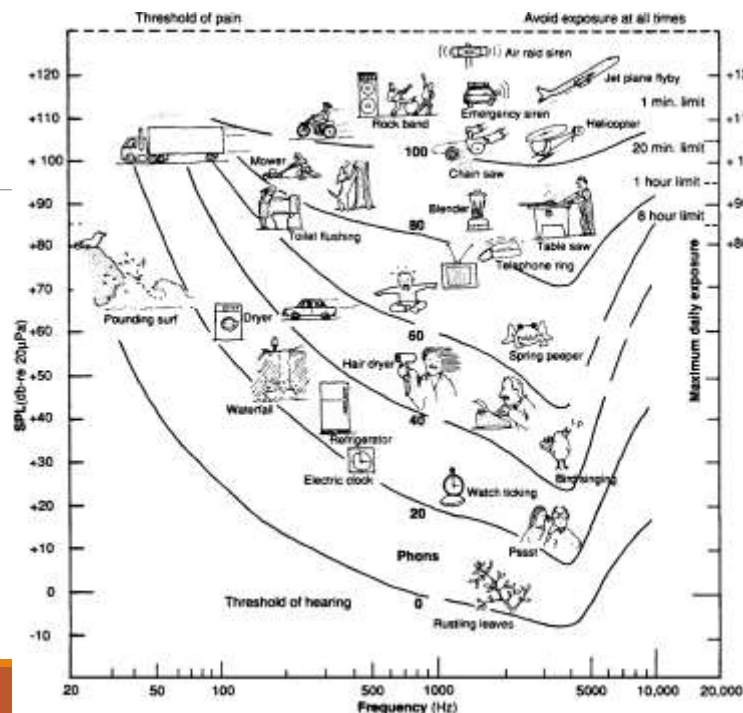 Threshold of pain
Avoid exposure at all times
Air raid siren
Jet plane flyby
+120
1 min. limit
Rock band
Emergency siren
+110
Helicopter
20 min. limit
+100
100
Chain saw
Mower
1 hour limit
+90
Blender
8 hour limit
Toilet flushing
80
Table saw
+80
Telephone ring
+70
Pounding surf
Dryer
60
+60
Spring peeper
Hair dryer
+50
Waterfall
+40
40
Refrigerator
+30
Electric clock
Birdsinging
Watch ticking
+20
20
Pssst
+10
Phons
0
Threshold of hearing
0
Rustling leaves
-10
SPL(db-re 20µPa)
Maximum daily exposure
20
50
100
500
1000
5000
10,000
20,000
Frequency (Hz)